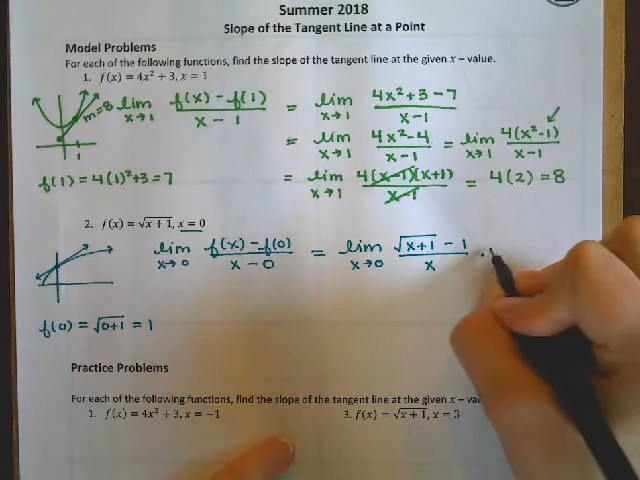 Summer 2018
Slope of the Tangent Line at a Point
Model Problems
For each of the following functions, find the slope of the tangent line at the given x – value.
1. f(x) = 4x² + 3, x = 1
m=8 lim x→1 f(x) – f(1) / x – 1 = lim x→1 4x²+3 – 7 / x–1
= lim x→1 4x²–4 / x–1 = lim x→1 4(x²–1) / x–1
f(1) = 4(1)²+3 = 7 = lim x→1 4(x–1)(x+1) / x–1 = 4(2) = 8
2. f(x) = √(x + 1), x = 0
lim x→0 f(x) – f(0) / x – 0 = lim x→0 √(x+1) – 1 / x ·
f(0) = √(0+1) = 1
Practice Problems
For each of the following functions, find the slope of the tangent line at the given x –
1. f(x) = 4x² + 3, x = −1 3. f(x) = √(x + 1), x = 3